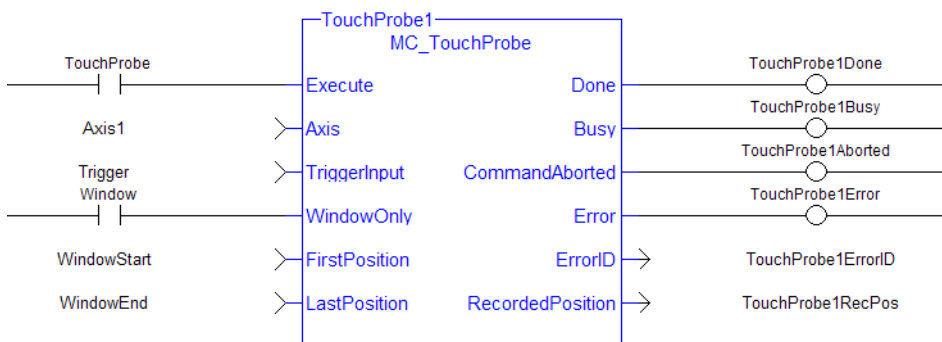 TouchProbe1
MC_TouchProbe
TouchProbe Execute Done TouchProbe1Done
Axis1 Axis Busy TouchProbe1Busy
Trigger TriggerInput CommandAborted TouchProbe1Aborted
Window WindowOnly Error TouchProbe1Error
WindowStart FirstPosition ErrorID TouchProbe1ErrorID
WindowEnd LastPosition RecordedPosition TouchProbe1RecPos